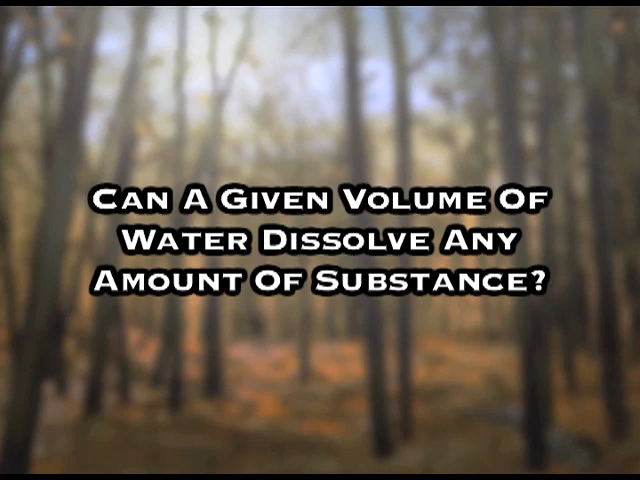 Can A Given Volume Of
Water Dissolve Any
Amount Of Substance?